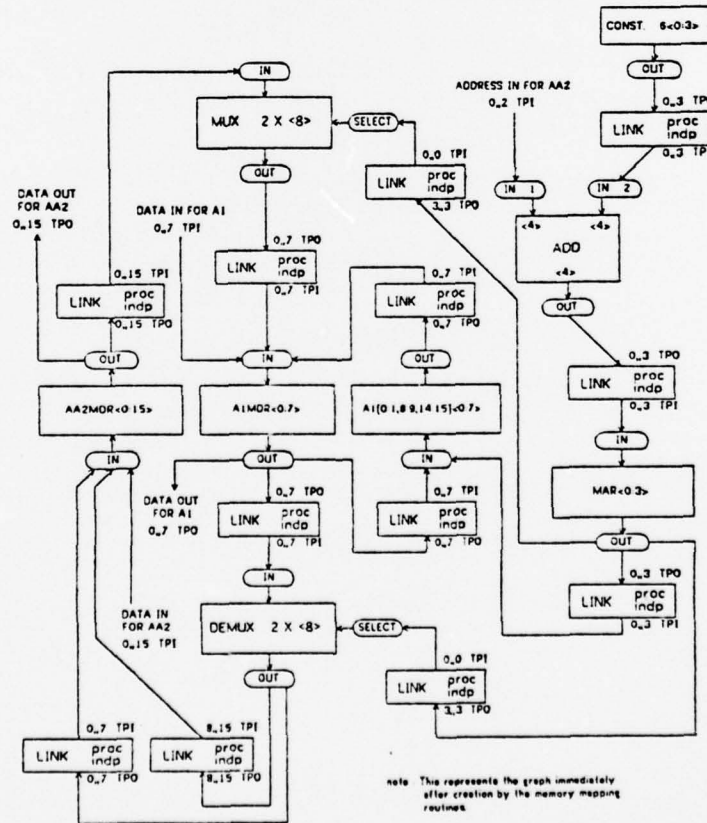 CONST. 6<0:3>
OUT
0..3 TPO
LINK proc indp
0..3 TPI
IN
MUX 2 X <8>
SELECT
OUT
0..0 TPI
LINK proc indp
3..3 TPO
ADDRESS IN FOR AA2
0..2 TPI
IN 1
IN 2
<4> <4>
ADD
<4>
OUT
DATA OUT
FOR AA2
0..15 TPO
DATA IN FOR A1
0..7 TPI
0..7 TPO
LINK proc indp
0..7 TPI
0..15 TPI
LINK proc indp
0..15 TPO
0..7 TPI
LINK proc indp
0..7 TPO
0..3 TPO
LINK proc indp
0..3 TPI
OUT
IN
OUT
AA2MDR<0:15>
A1MDR<0:7>
A1[0:1,8:9,14:15]<0:7>
IN
IN
OUT
IN
MAR<0:3>
OUT
DATA OUT
FOR A1
0..7 TPO
0..7 TPO
LINK proc indp
0..7 TPI
0..7 TPI
LINK proc indp
0..7 TPO
0..3 TPO
LINK proc indp
0..3 TPI
IN
DATA IN
FOR AA2
0..15 TPI
DEMUX 2 X <8>
SELECT
OUT
0..0 TPI
LINK proc indp
3..3 TPO
0..7 TPI
LINK proc indp
0..7 TPO
8..15 TPI
LINK proc indp
8..15 TPO
note: This represents the graph immediately
after creation by the memory mapping
routines